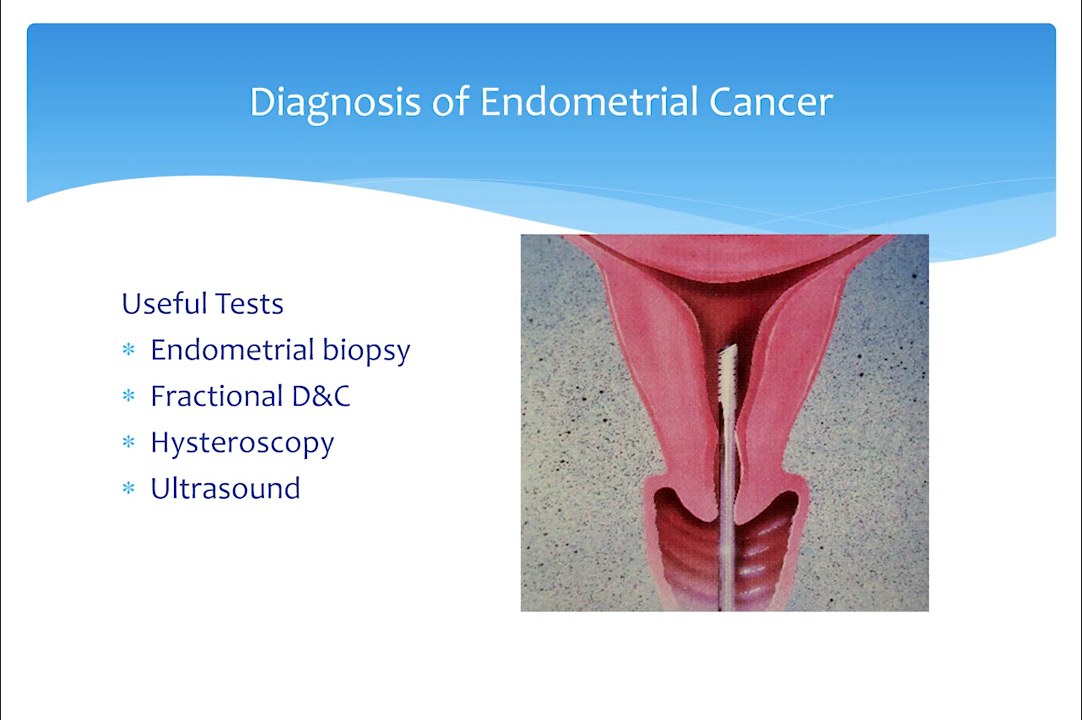 Diagnosis of Endometrial Cancer
Useful Tests
* Endometrial biopsy
* Fractional D&C
* Hysteroscopy
* Ultrasound